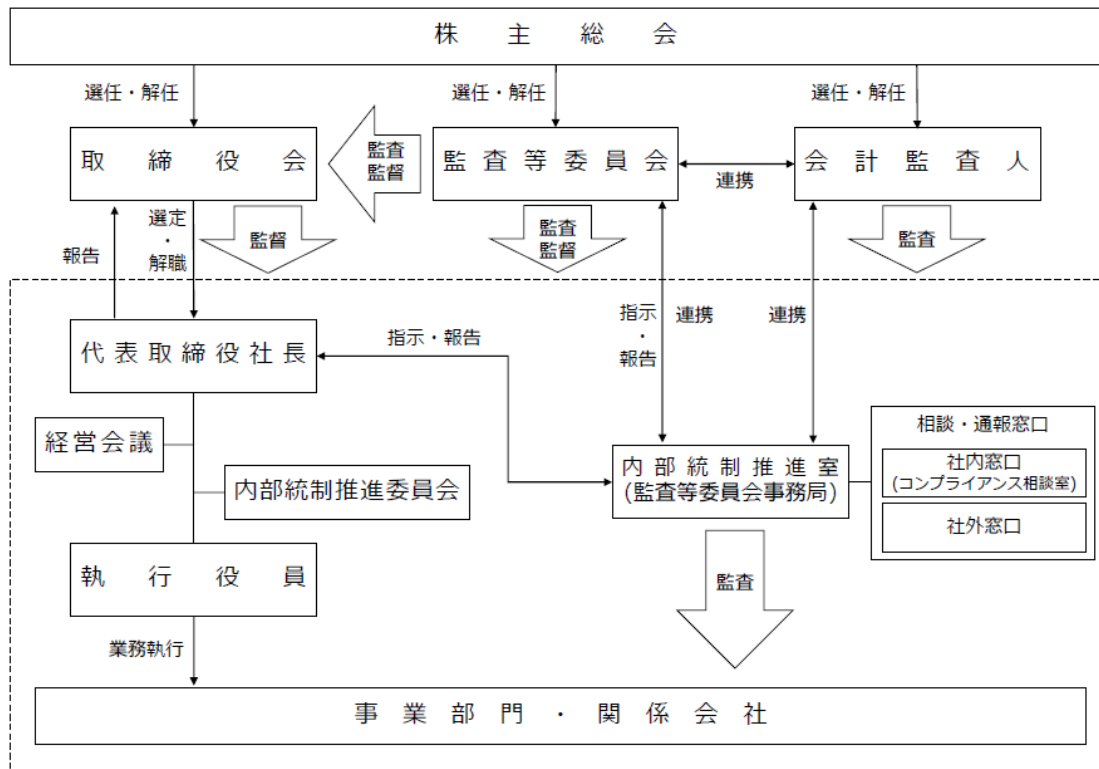 株主総会
選任・解任
選任・解任
選任・解任
取締役会
監査
監督
監査等委員会
連携
会計監査人
報告
選定
・
解職
監督
監査
監督
監査
代表取締役社長
指示・報告
指示
・
報告
連携
連携
経営会議
内部統制推進委員会
内部統制推進室
(監査等委員会事務局)
相談・通報窓口
社内窓口
(コンプライアンス相談室)
社外窓口
執行役員
監査
業務執行
事業部門・関係会社